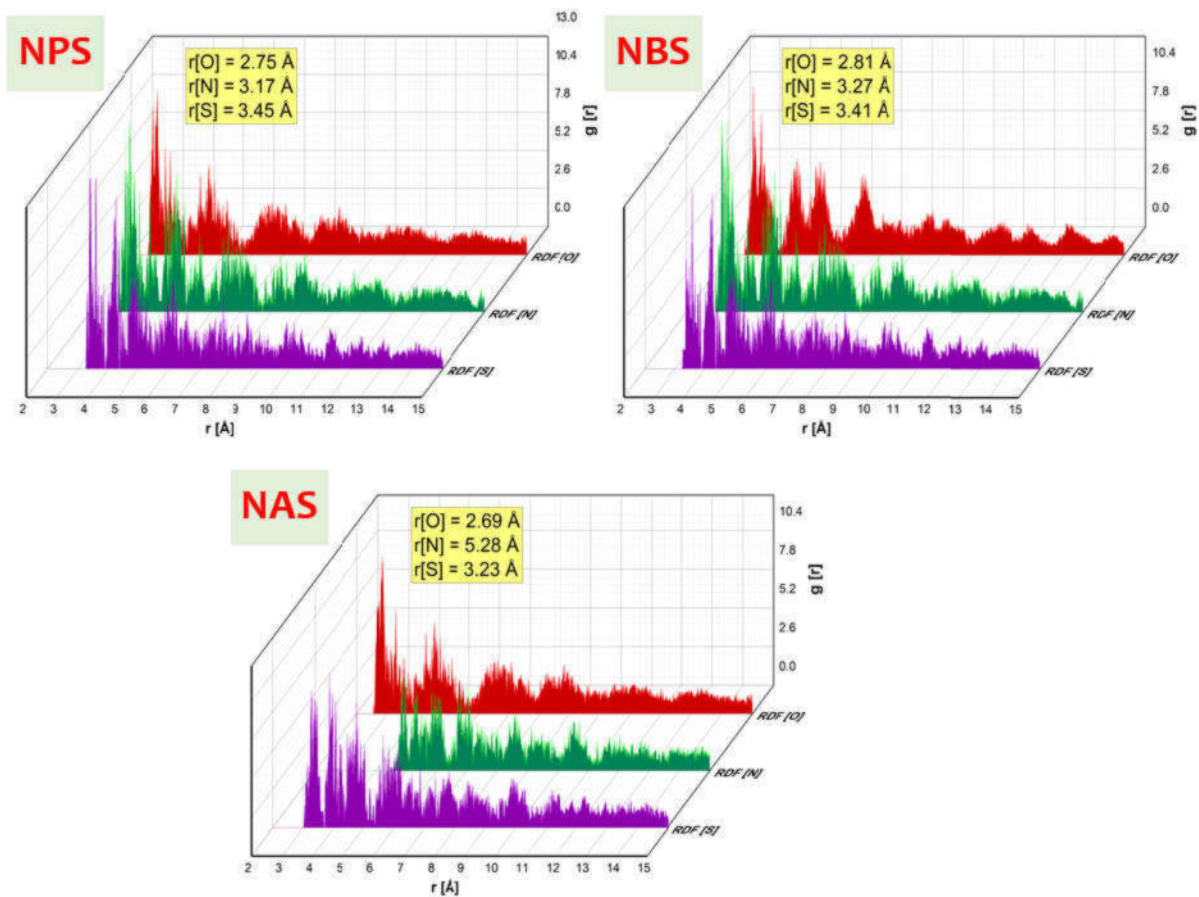 NPS
r[O] = 2.75 Å
r[N] = 3.17 Å
r[S] = 3.45 Å
13.0
10.4
7.8
5.2
2.6
0.0
g [r]
RDF [O]
RDF [N]
RDF [S]
2 3 4 5 6 7 8 9 10 11 12 13 14 15
r [Å]
NBS
r[O] = 2.81 Å
r[N] = 3.27 Å
r[S] = 3.41 Å
10.4
7.8
5.2
2.6
0.0
g [r]
RDF [O]
RDF [N]
RDF [S]
2 3 4 5 6 7 8 9 10 11 12 13 14 15
r [Å]
NAS
r[O] = 2.69 Å
r[N] = 5.28 Å
r[S] = 3.23 Å
10.4
7.8
5.2
2.6
0.0
g [r]
RDF [O]
RDF [N]
RDF [S]
2 3 4 5 6 7 8 9 10 11 12 13 14 15
r [Å]